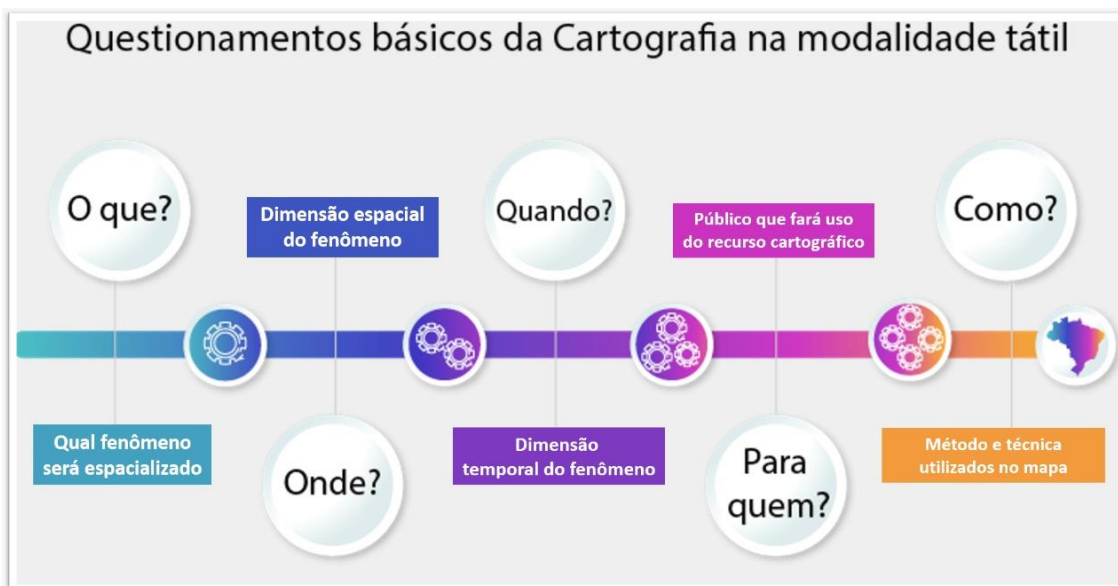 Questionamentos básicos da Cartografia na modalidade tátil
O que?
Qual fenômeno
será espacializado
Dimensão espacial
do fenômeno
Onde?
Quando?
Dimensão
temporal do fenômeno
Público que fará uso
do recurso cartográfico
Para
quem?
Como?
Método e técnica
utilizados no mapa